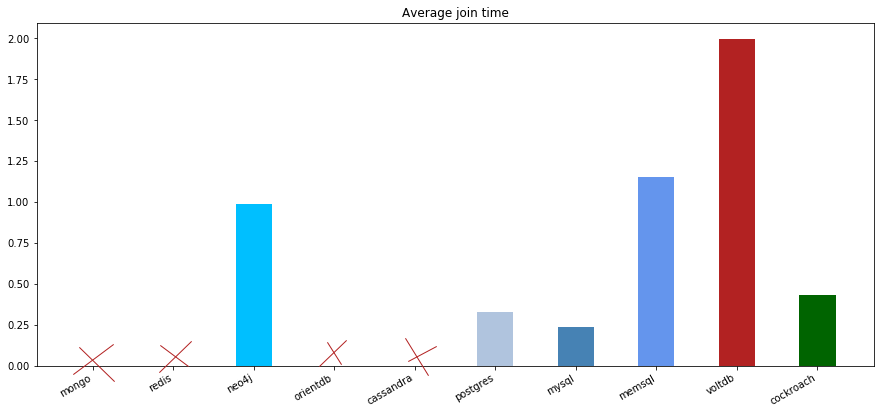 Average join time
2.00
1.75
1.50
1.25
1.00
0.75
0.50
0.25
0.00
mongo
redis
neo4j
orientdb
cassandra
postgres
mysql
memsql
voltdb
cockroach